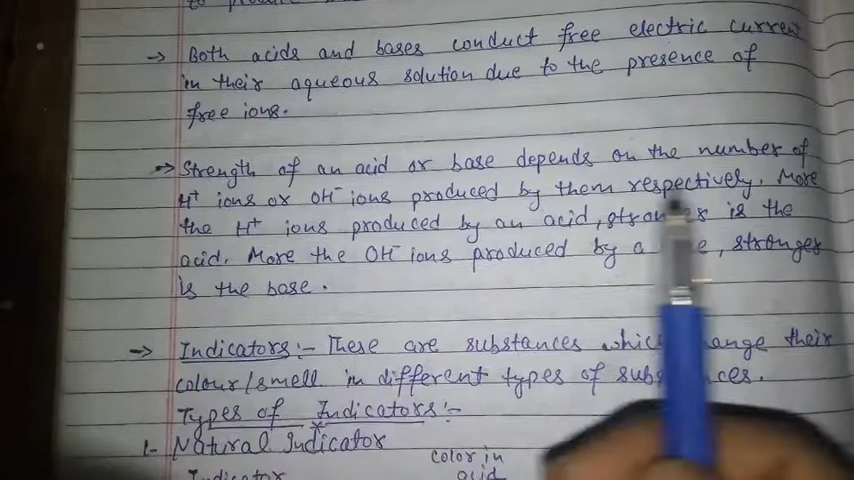 to
→ Both acids and bases conduct free electric current
in their aqueous solution due to the presence of
free ions.
→ Strength of an acid or base depends on the number of
H⁺ ions or OH⁻ ions produced by them respectively. More
the H⁺ ions produced by an acid, stronger is the
acid. More the OH⁻ ions produced by a , stronger
is the base.
→ Indicators:- These are substances which change their
colour/smell in different types of substances.
Types of Indicators:-
1- Natural Indicator
Indicator color in acid